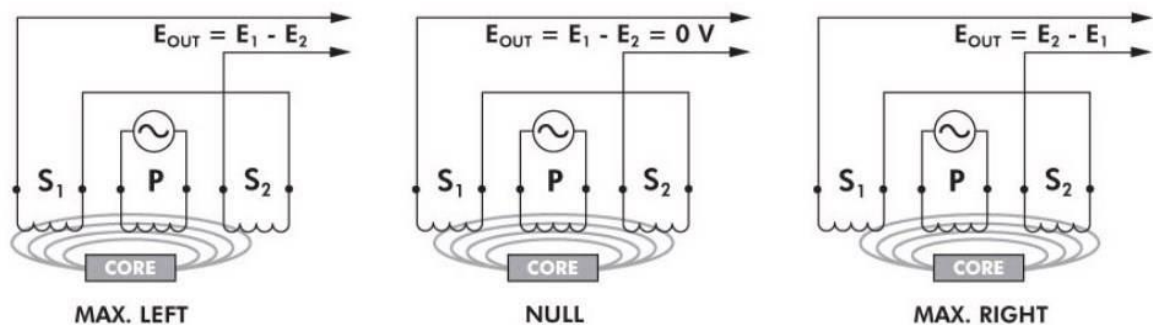 E₁OUT = E₁ - E₂
S₁ P S₂
CORE
MAX. LEFT
EOUT = E₁ - E₂ = 0 V
S₁ P S₂
CORE
NULL
EOUT = E₂ - E₁
S₁ P S₂
CORE
MAX. RIGHT